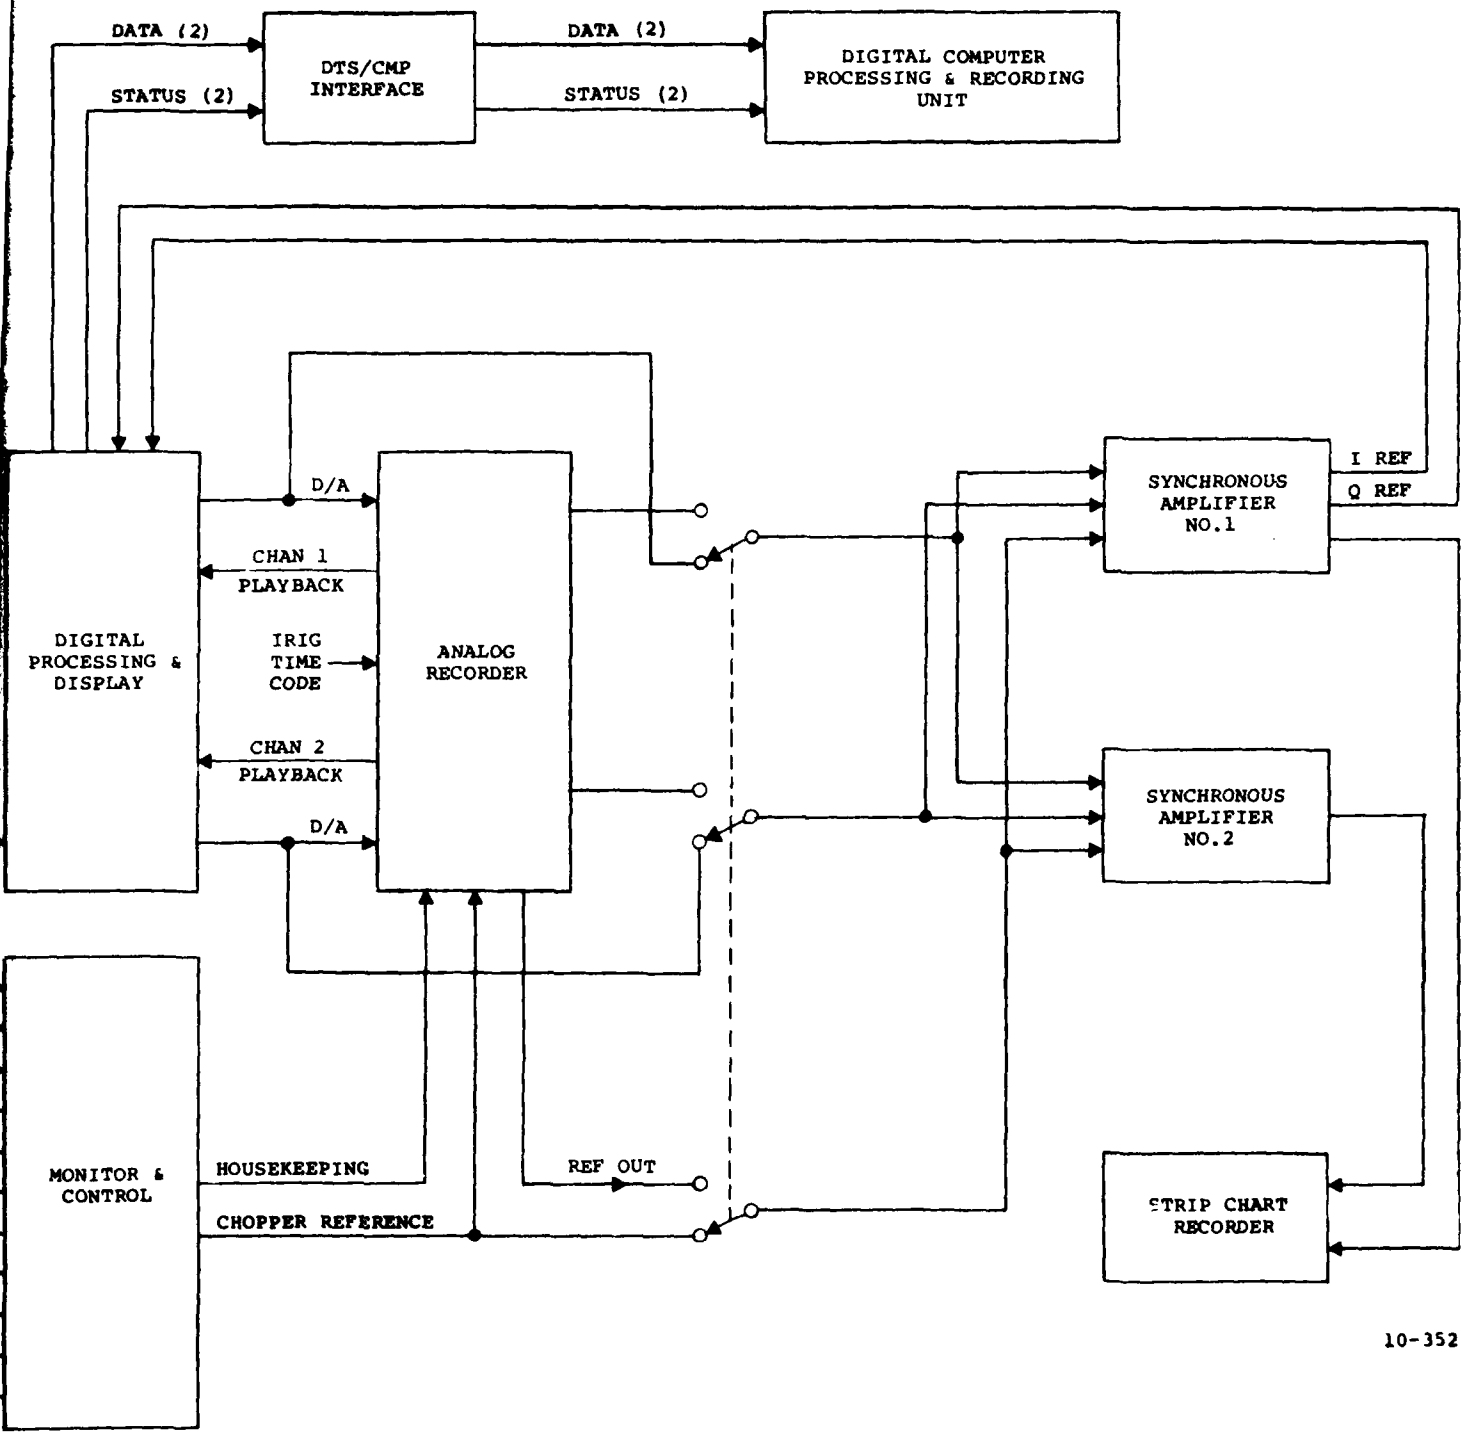 DATA (2)
DTS/CMP
INTERFACE
STATUS (2)
DATA (2)
STATUS (2)
DIGITAL COMPUTER
PROCESSING & RECORDING
UNIT
D/A
CHAN 1
PLAYBACK
IRIG
TIME
CODE
CHAN 2
PLAYBACK
D/A
DIGITAL
PROCESSING &
DISPLAY
ANALOG
RECORDER
SYNCHRONOUS
AMPLIFIER
NO.1
I REF
Q REF
SYNCHRONOUS
AMPLIFIER
NO.2
MONITOR &
CONTROL
HOUSEKEEPING
CHOPPER REFERENCE
REF OUT
STRIP CHART
RECORDER
10-352